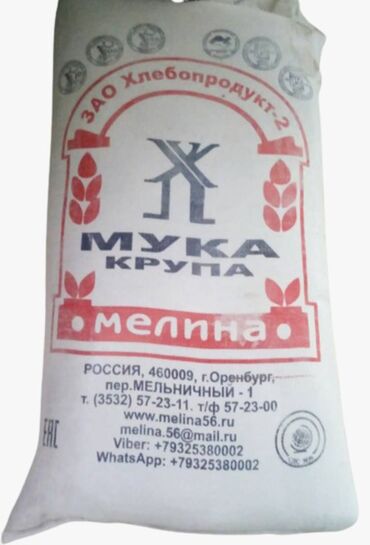 ЗАО Хлебопродукт-2
МУКА
КРУПА
• мелина •
РОССИЯ, 460009, г.Оренбург,
пер.МЕЛЬНИЧНЫЙ - 1
т. (3532) 57-23-11. т/ф 57-23-00
www.melina56.ru
melina.56@mail.ru
Viber: +79325380002
WhatsApp: +79325380002
EAC